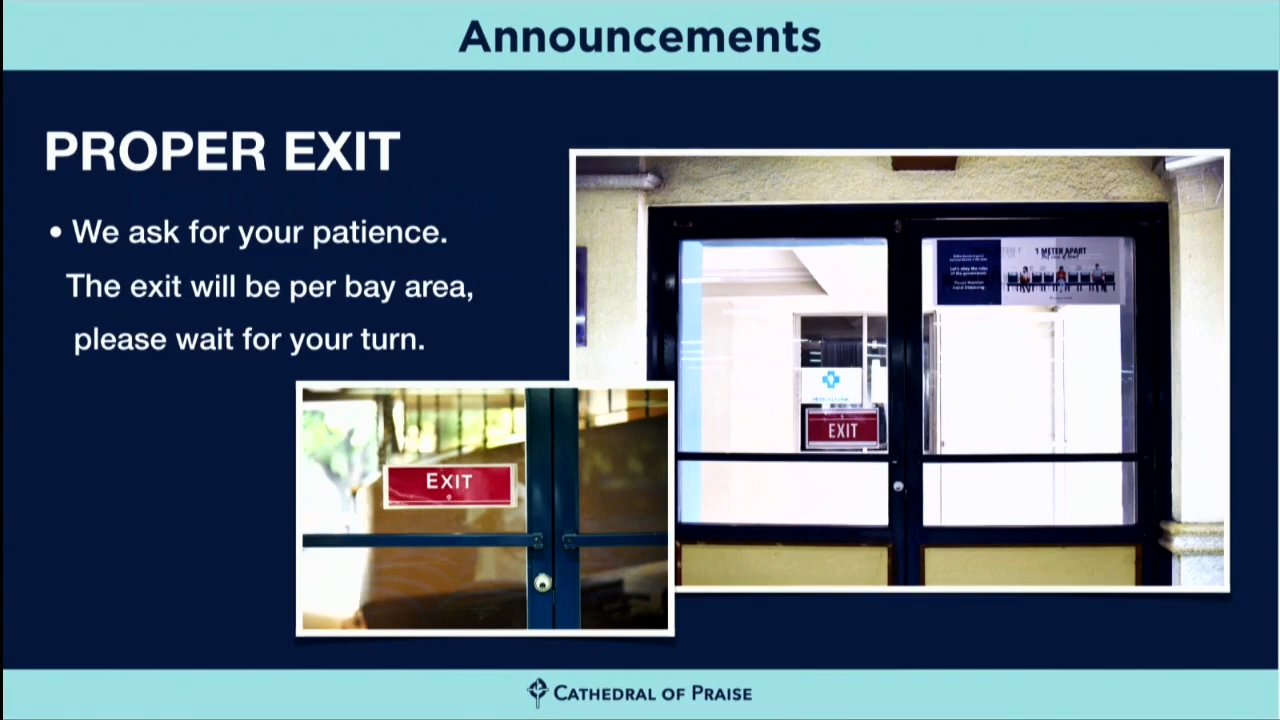 Announcements
PROPER EXIT
• We ask for your patience.
The exit will be per bay area,
please wait for your turn.
1 METER APART
EXIT
EXIT
CATHEDRAL OF PRAISE